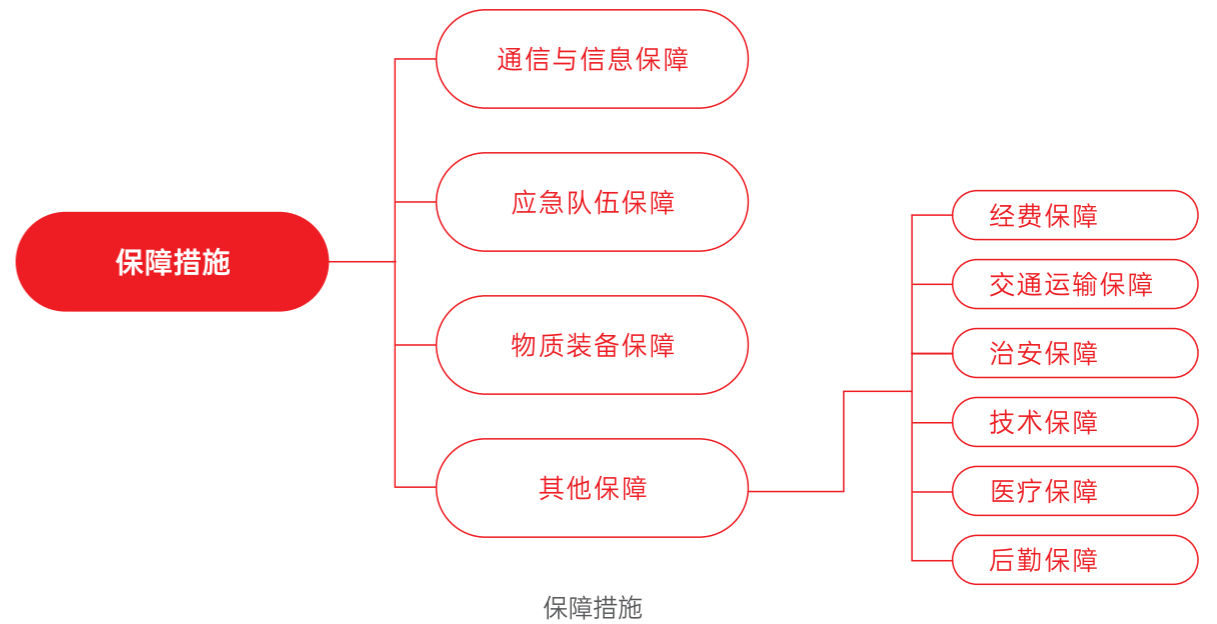 保障措施
通信与信息保障
应急队伍保障
物质装备保障
其他保障
经费保障
交通运输保障
治安保障
技术保障
医疗保障
后勤保障
保障措施